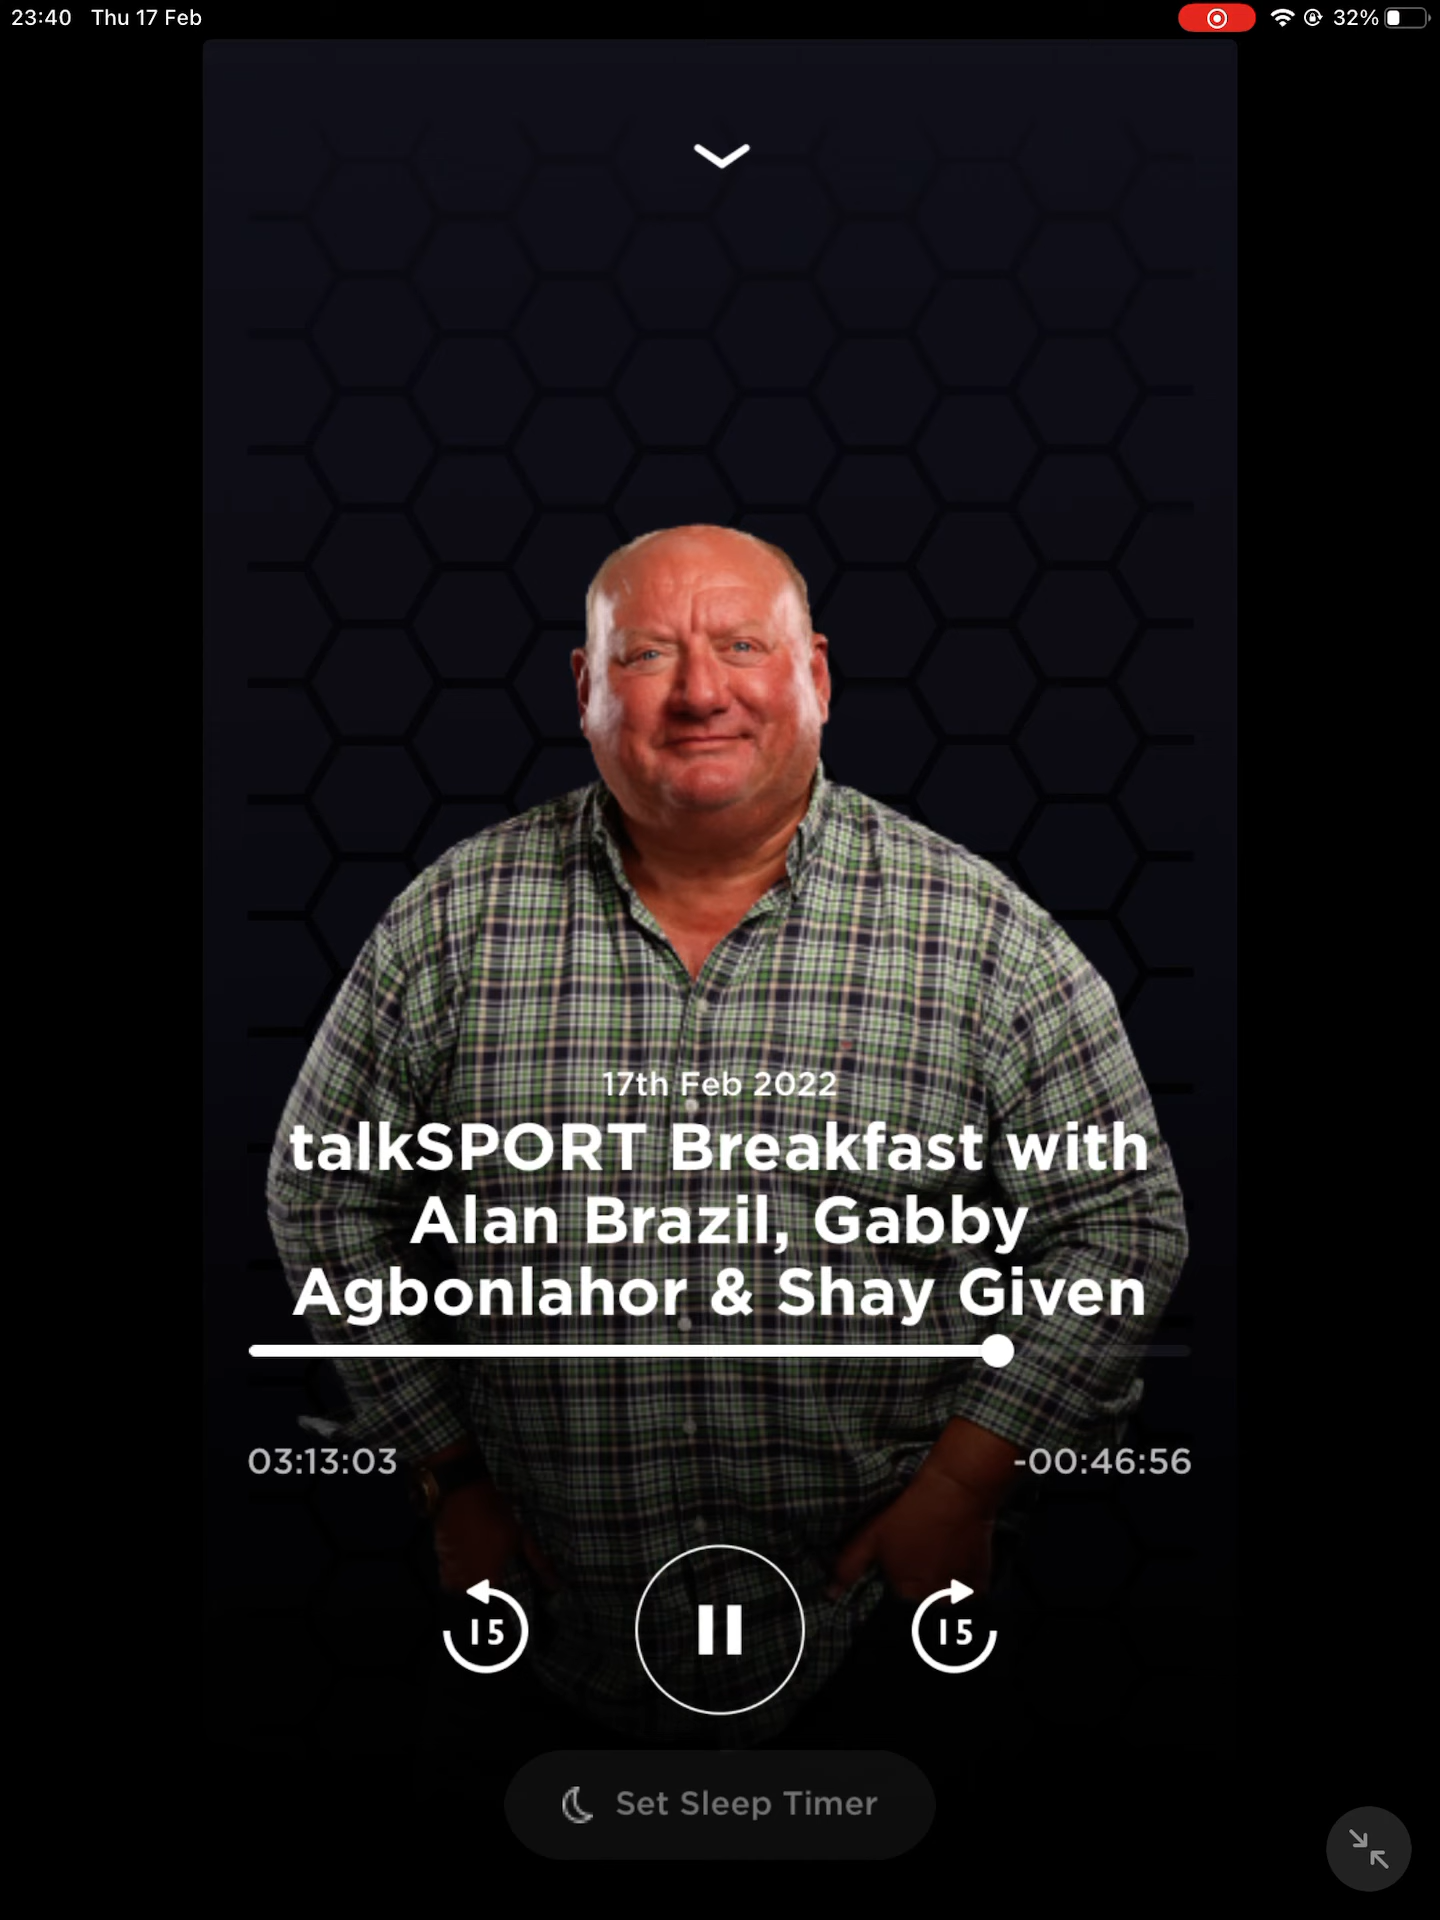 23:40 Thu 17 Feb 32%
17th Feb 2022
talkSPORT Breakfast with
Alan Brazil, Gabby
Agbonlahor & Shay Given
03:13:03 -00:46:56
15 15
Set Sleep Timer